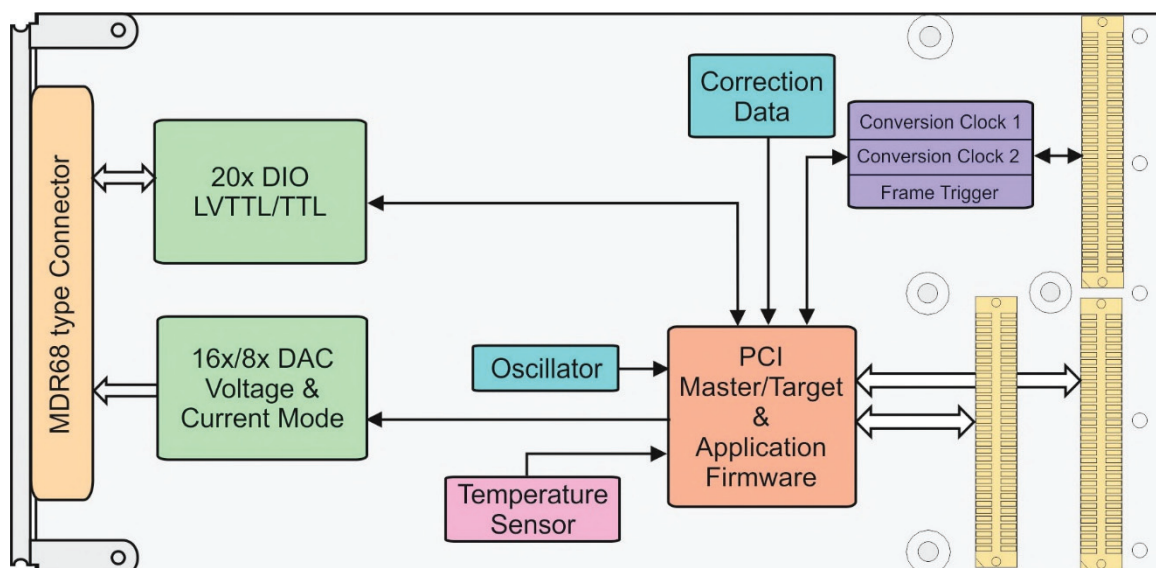 MDR68 type Connector
20x DIO
LVTTL/TTL
16x/8x DAC
Voltage &
Current Mode
Correction
Data
Conversion Clock 1
Conversion Clock 2
Frame Trigger
Oscillator
Temperature
Sensor
PCI
Master/Target
&
Application
Firmware